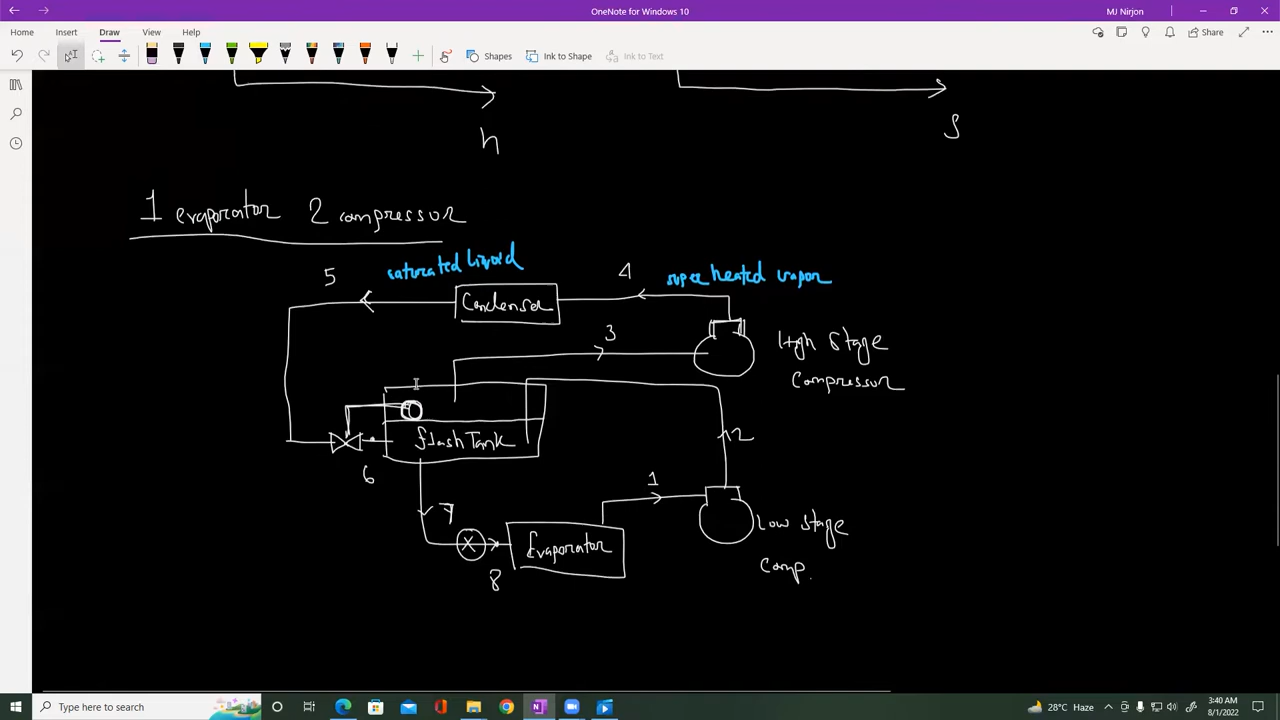 OneNote for Windows 10
MJ Nirjon
Home Insert Draw View Help
Share
Shapes
Ink to Shape
Ink to Text
h
s
1 evaporator 2 compressor
5
saturated liquid
4
super heated vapor
Condenser
3
High Stage
Compressor
flash Tank
2
6
7
1
Low stage
Comp.
X
Evaporator
8
Type here to search
28°C Haze
3:40 AM
8/1/2022